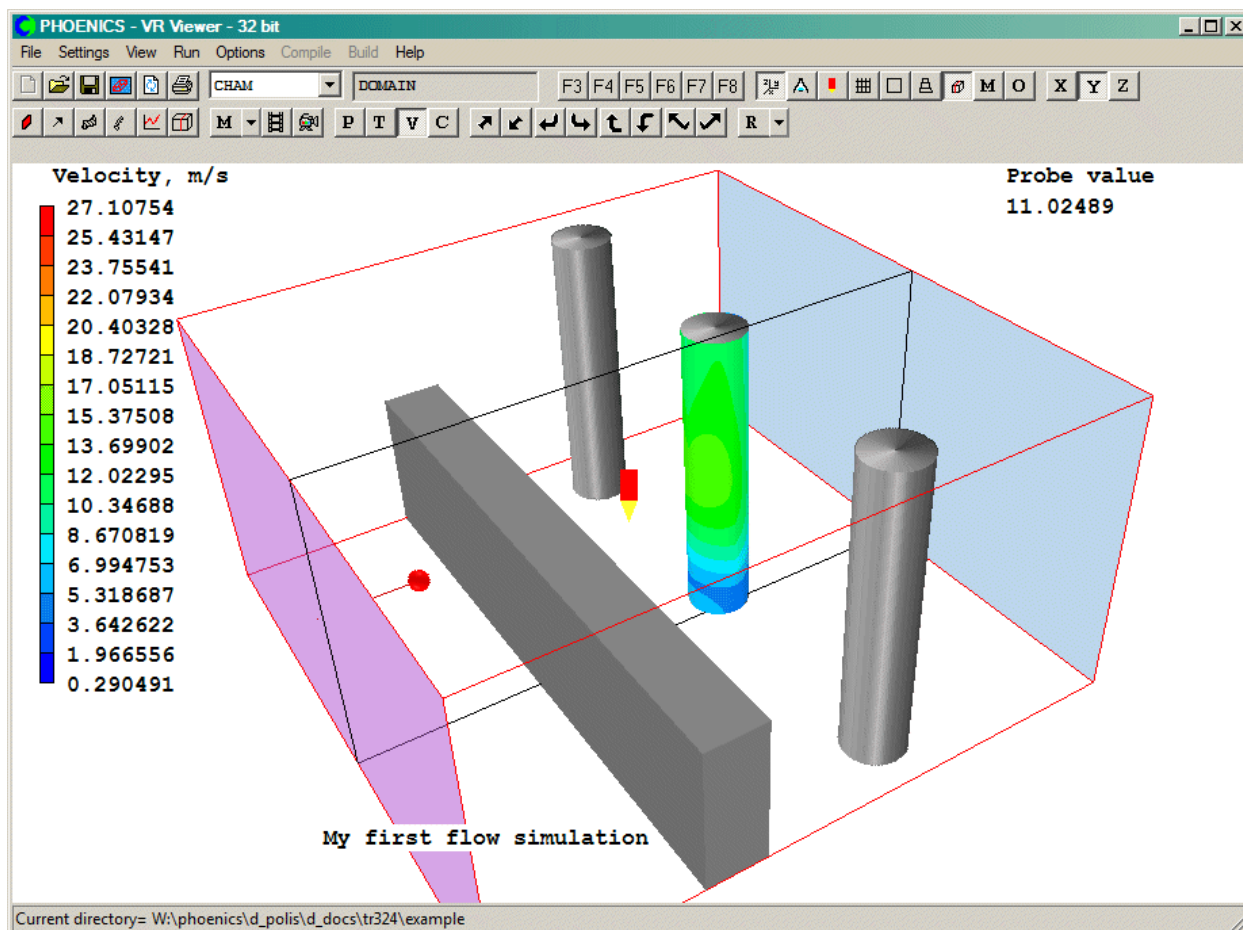 PHOENICS - VR Viewer - 32 bit
File Settings View Run Options Compile Build Help
CHAM DOMAIN F3 F4 F5 F6 F7 F8 M O X Y Z
M P T V C R
Velocity, m/s
27.10754
25.43147
23.75541
22.07934
20.40328
18.72721
17.05115
15.37508
13.69902
12.02295
10.34688
8.670819
6.994753
5.318687
3.642622
1.966556
0.290491
Probe value
11.02489
My first flow simulation
Current directory= W:\phoenics\d_polis\d_docs\tr324\example